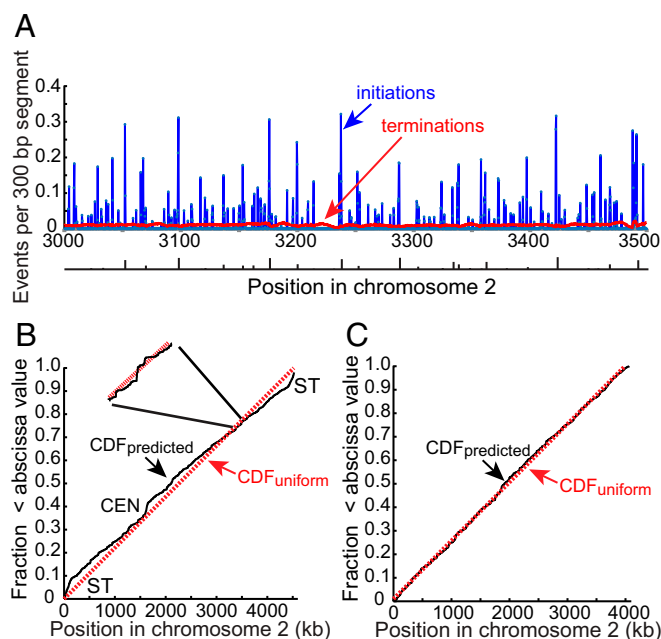 A
Events per 300 bp segment
0.4
0.3
0.2
0.1
0
initiations
terminations
3000 3100 3200 3300 3400 3500
Position in chromosome 2
B
Fraction < abscissa value
1.0
0.9
0.8
0.7
0.6
0.5
0.4
0.3
0.2
0.1
0
ST
CDFpredicted
CDFuniform
CEN
ST
0 1000 2000 3000 4000
Position in chromosome 2 (kb)
C
Fraction < abscissa value
1.0
0.9
0.8
0.7
0.6
0.5
0.4
0.3
0.2
0.1
0
CDFpredicted
CDFuniform
0 1000 2000 3000 4000
Position in chromosome 2 (kb)